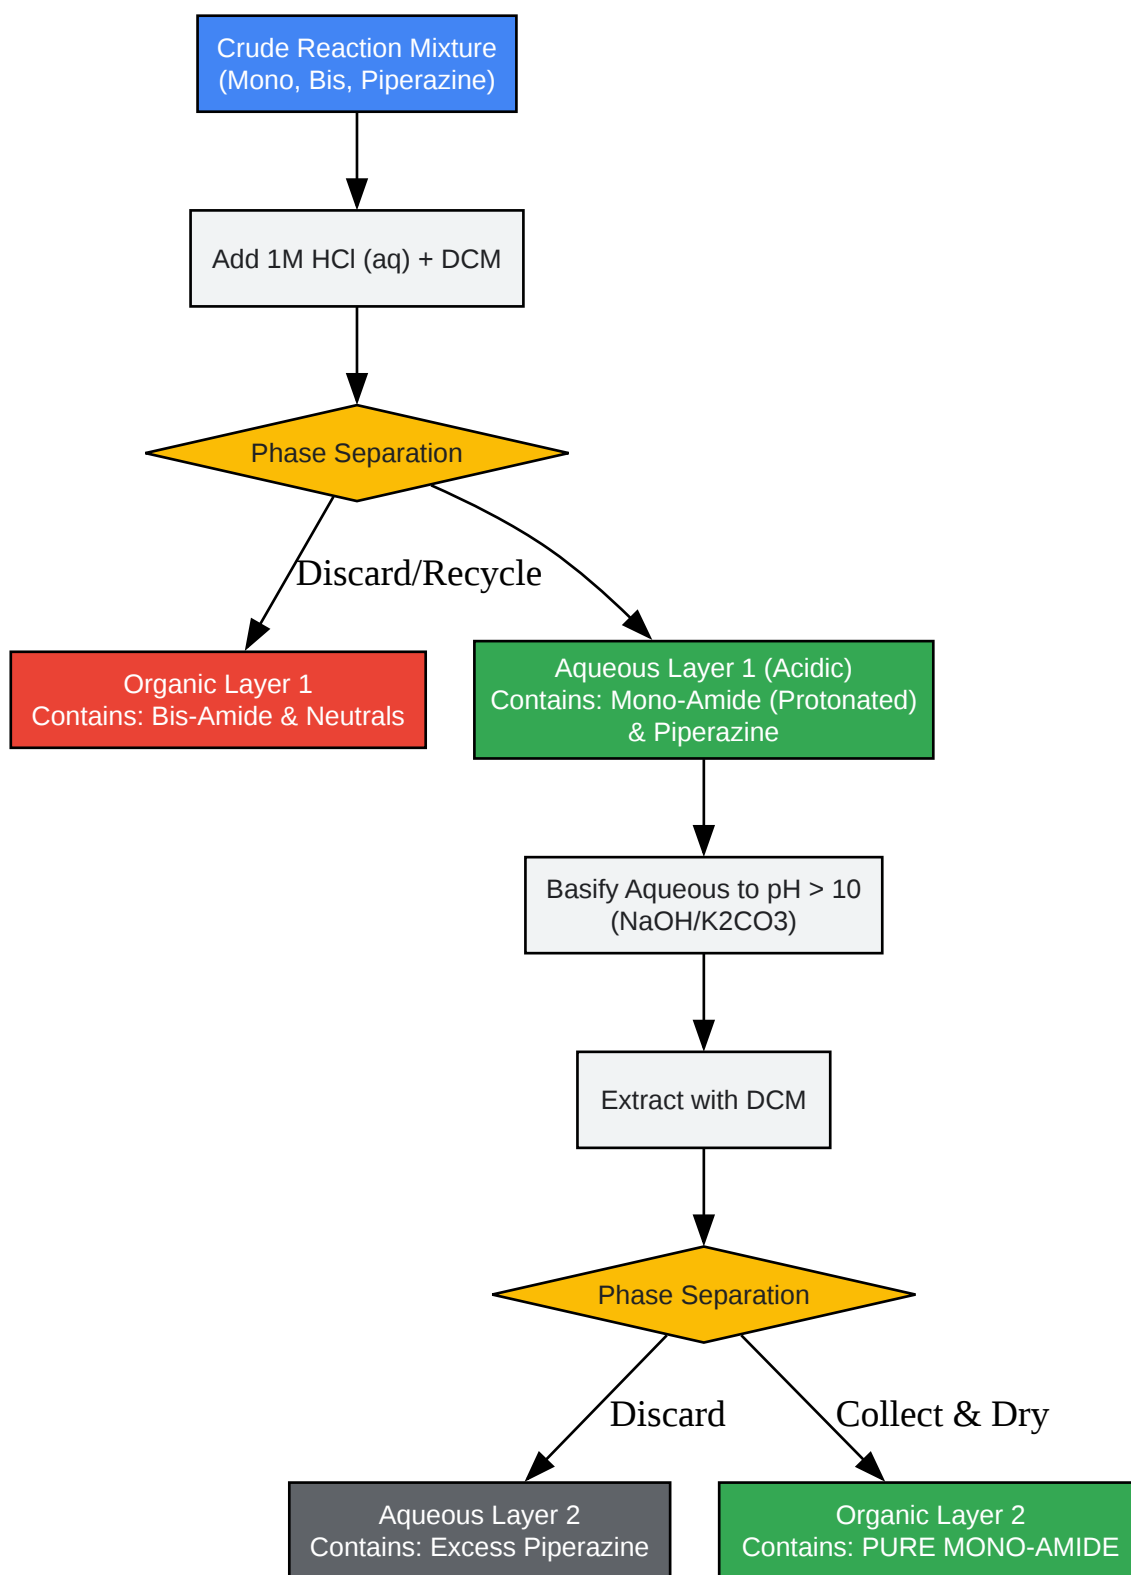 Crude Reaction Mixture
(Mono, Bis, Piperazine)
Add 1M HCl (aq) + DCM
Phase Separation
Discard/Recycle
Organic Layer 1
Contains: Bis-Amide & Neutrals
Aqueous Layer 1 (Acidic)
Contains: Mono-Amide (Protonated)
& Piperazine
Basify Aqueous to pH > 10
(NaOH/K2CO3)
Extract with DCM
Phase Separation
Discard
Collect & Dry
Aqueous Layer 2
Contains: Excess Piperazine
Organic Layer 2
Contains: PURE MONO-AMIDE